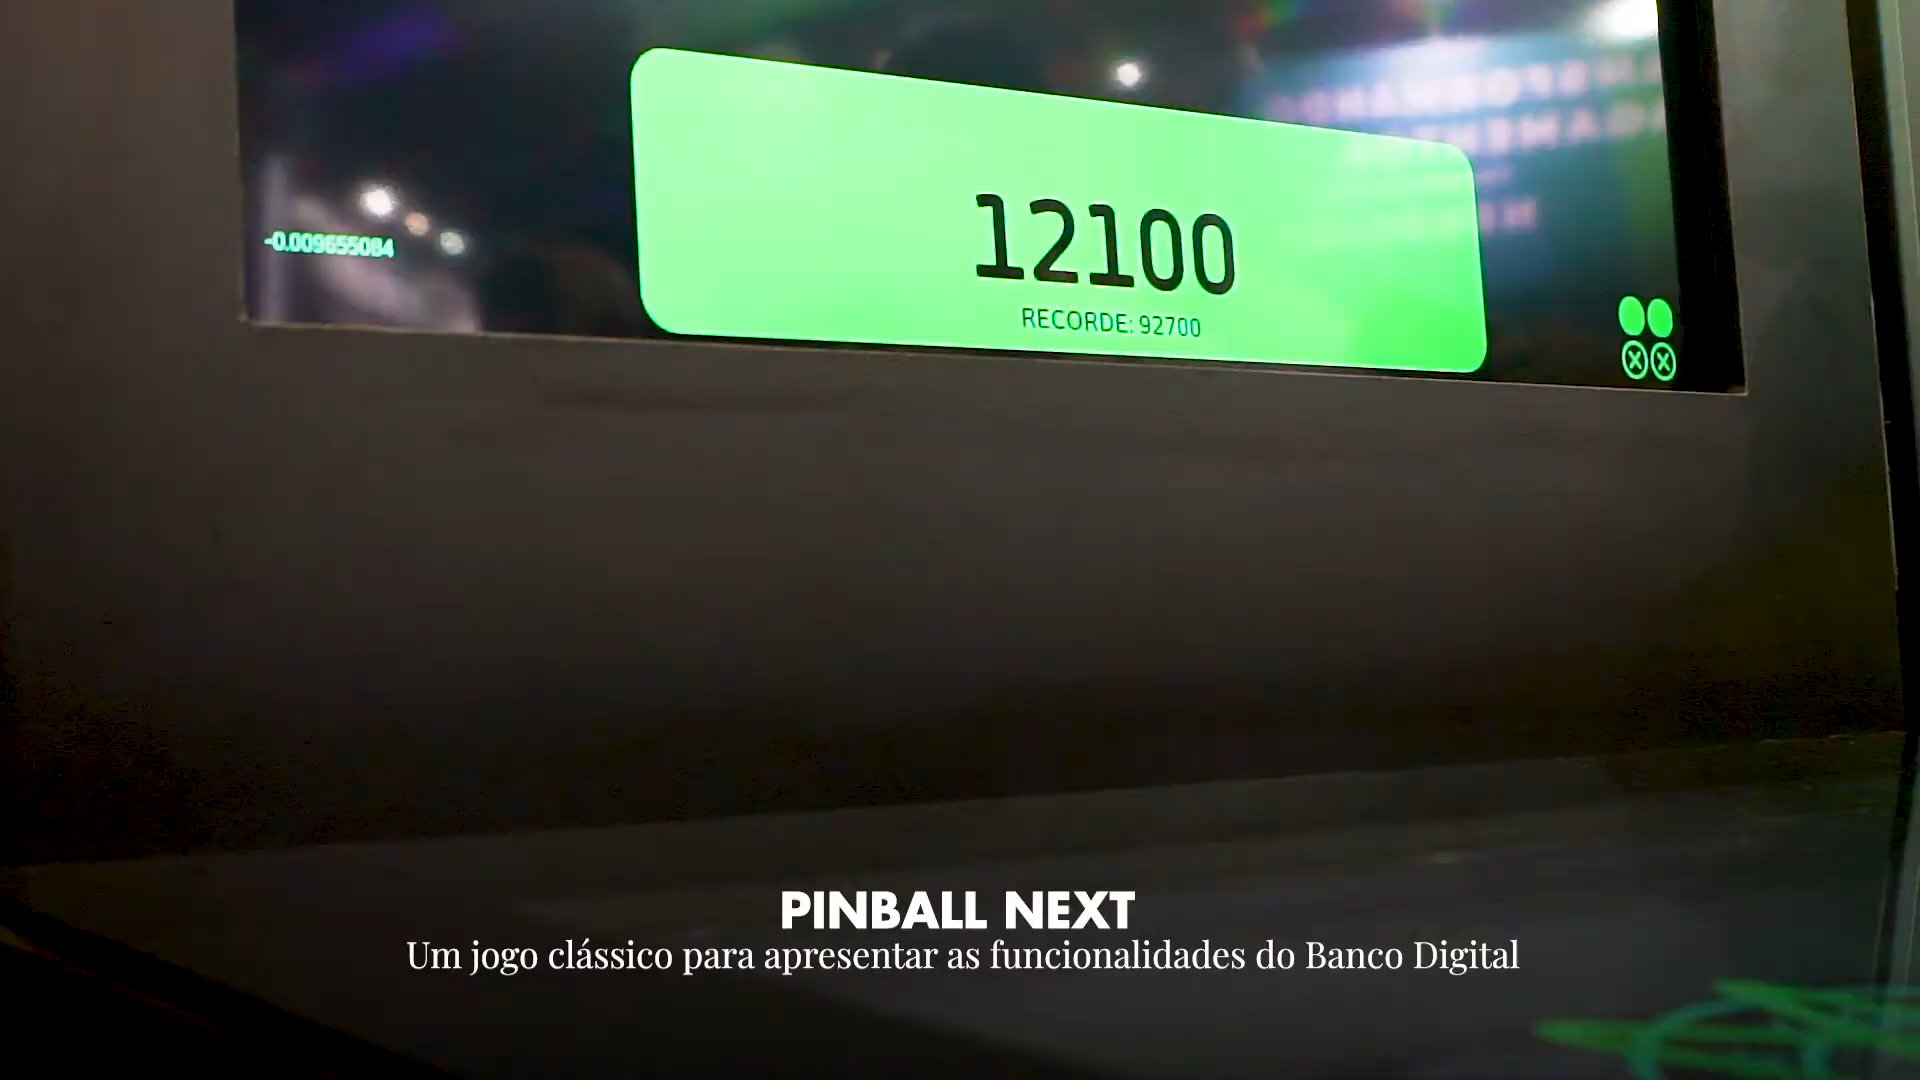 12100
-0.009655084
RECORDE: 92700
PINBALL NEXT
Um jogo clássico para apresentar as funcionalidades do Banco Digital